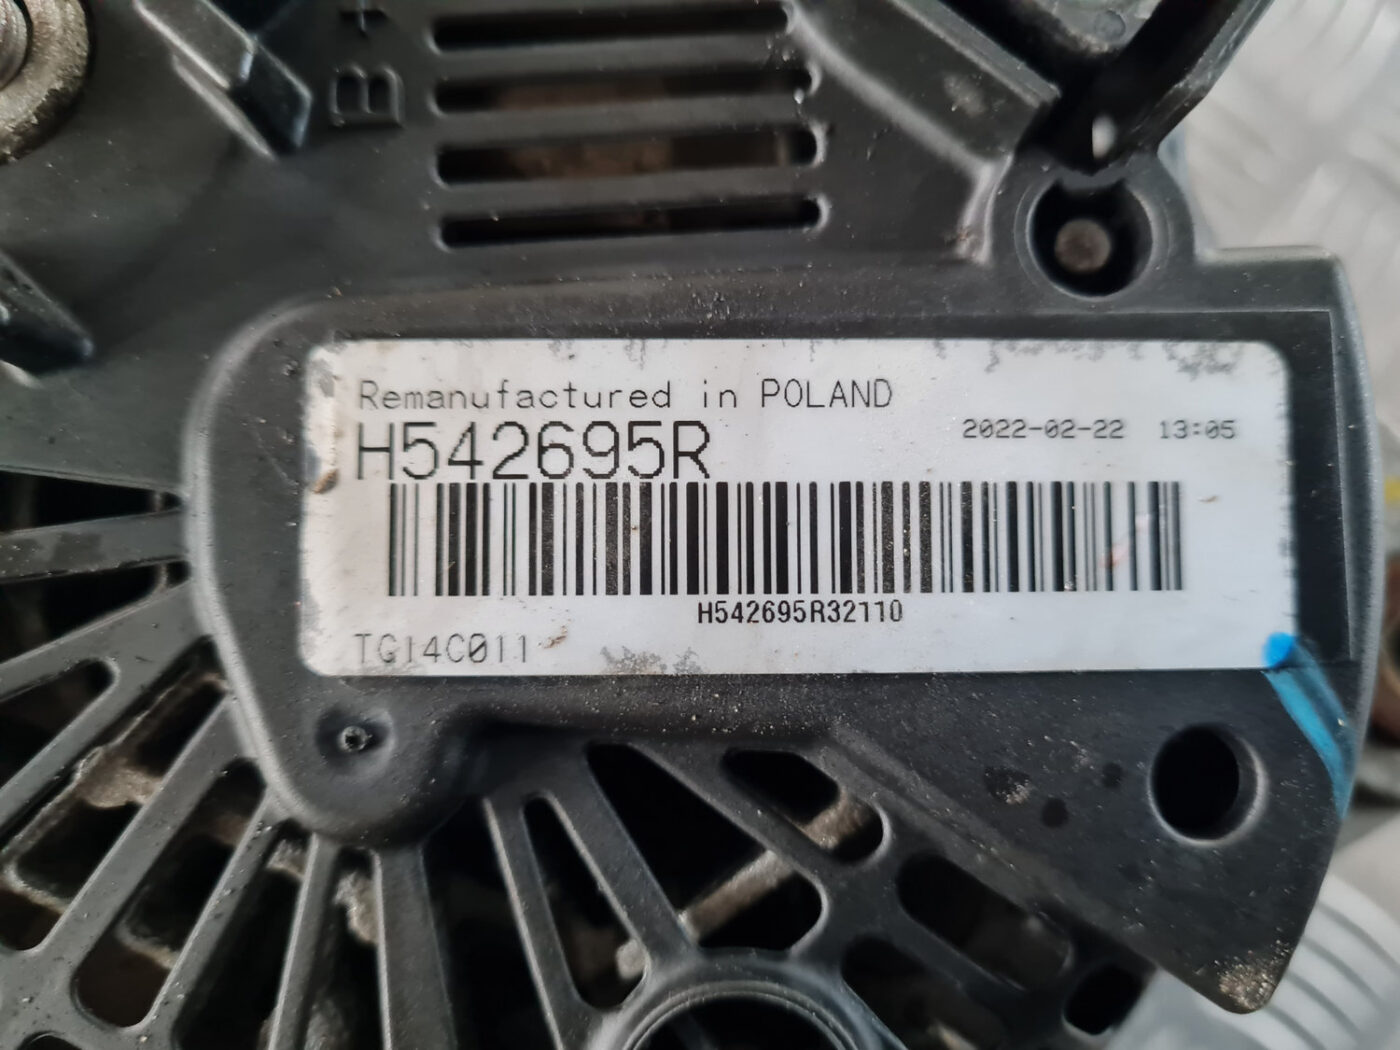 B+
Remanufactured in POLAND
H542695R
2022-02-22 13:05
H542695R32110
TG14C011